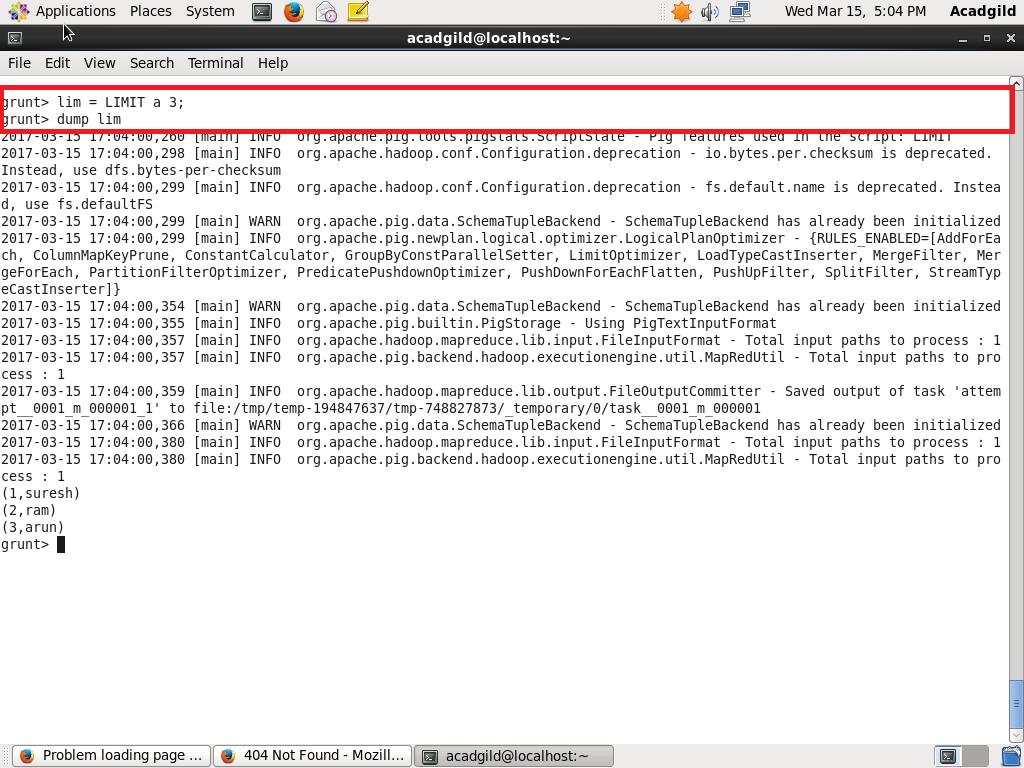 Applications Places System Wed Mar 15, 5:04 PM Acadgild
acadgild@localhost:~
File Edit View Search Terminal Help
grunt> lim = LIMIT a 3;
grunt> dump lim
2017-03-15 17:04:00,260 [main] INFO  org.apache.pig.tools.pigstats.ScriptState - Pig features used in the script: LIMIT
2017-03-15 17:04:00,298 [main] INFO  org.apache.hadoop.conf.Configuration.deprecation - io.bytes.per.checksum is deprecated.
Instead, use dfs.bytes-per-checksum
2017-03-15 17:04:00,299 [main] INFO  org.apache.hadoop.conf.Configuration.deprecation - fs.default.name is deprecated. Instea
d, use fs.defaultFS
2017-03-15 17:04:00,299 [main] WARN  org.apache.pig.data.SchemaTupleBackend - SchemaTupleBackend has already been initialized
2017-03-15 17:04:00,299 [main] INFO  org.apache.pig.newplan.logical.optimizer.LogicalPlanOptimizer - {RULES_ENABLED=[AddForEa
ch, ColumnMapKeyPrune, ConstantCalculator, GroupByConstParallelSetter, LimitOptimizer, LoadTypeCastInserter, MergeFilter, Mer
geForEach, PartitionFilterOptimizer, PredicatePushdownOptimizer, PushDownForEachFlatten, PushUpFilter, SplitFilter, StreamTyp
eCastInserter]}
2017-03-15 17:04:00,354 [main] WARN  org.apache.pig.data.SchemaTupleBackend - SchemaTupleBackend has already been initialized
2017-03-15 17:04:00,355 [main] INFO  org.apache.pig.builtin.PigStorage - Using PigTextInputFormat
2017-03-15 17:04:00,357 [main] INFO  org.apache.hadoop.mapreduce.lib.input.FileInputFormat - Total input paths to process : 1
2017-03-15 17:04:00,357 [main] INFO  org.apache.pig.backend.hadoop.executionengine.util.MapRedUtil - Total input paths to pro
cess : 1
2017-03-15 17:04:00,359 [main] INFO  org.apache.hadoop.mapreduce.lib.output.FileOutputCommitter - Saved output of task 'attem
pt__0001_m_000001_1' to file:/tmp/temp-194847637/tmp-748827873/_temporary/0/task__0001_m_000001
2017-03-15 17:04:00,366 [main] WARN  org.apache.pig.data.SchemaTupleBackend - SchemaTupleBackend has already been initialized
2017-03-15 17:04:00,380 [main] INFO  org.apache.hadoop.mapreduce.lib.input.FileInputFormat - Total input paths to process : 1
2017-03-15 17:04:00,380 [main] INFO  org.apache.pig.backend.hadoop.executionengine.util.MapRedUtil - Total input paths to pro
cess : 1
(1,suresh)
(2,ram)
(3,arun)
grunt>
Problem loading page ... 404 Not Found - Mozill... acadgild@localhost:~